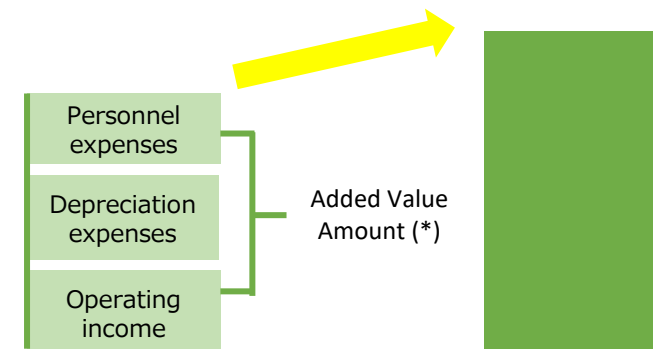 Personnel
expenses
Depreciation
expenses
Operating
income
Added Value
Amount (*)